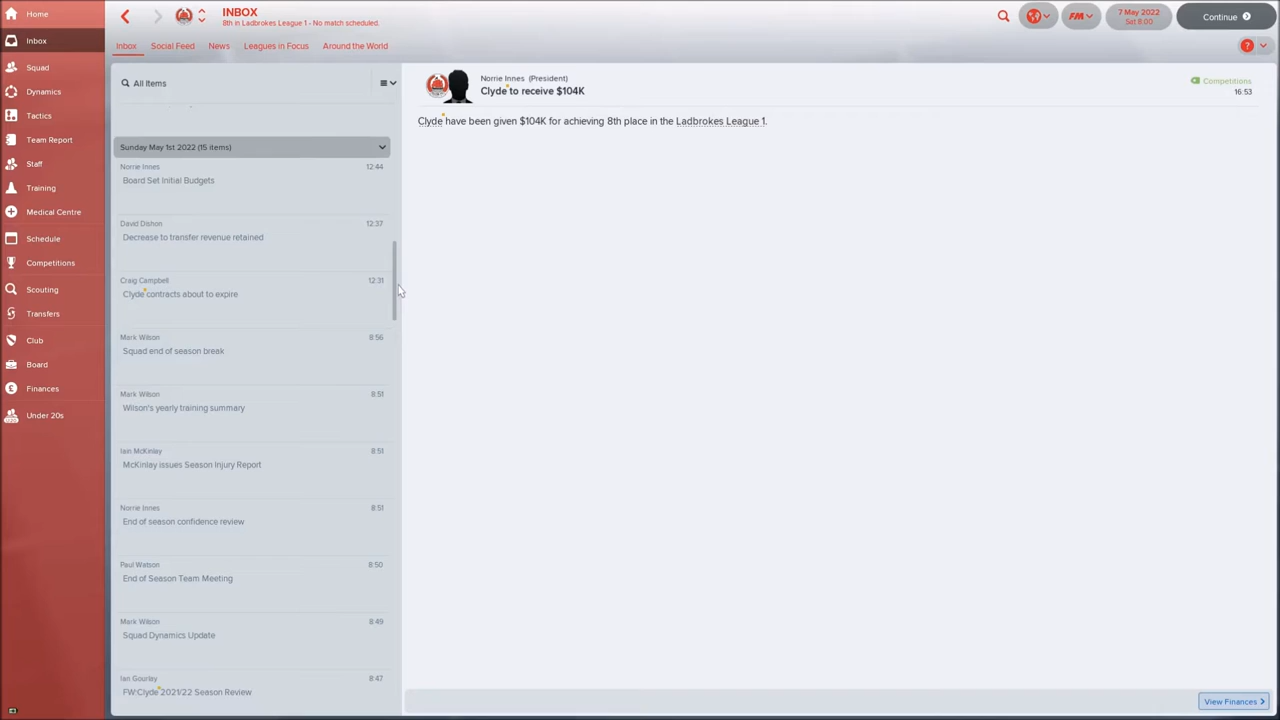 Home
INBOX
8th in Ladbrokes League 1 - No match scheduled.
FM
7 May 2022
Sat 8:00
Continue
Inbox
Squad
Dynamics
Tactics
Team Report
Staff
Training
Medical Centre
Schedule
Competitions
Scouting
Transfers
Club
Board
Finances
Under 20s
Inbox Social Feed News Leagues in Focus Around the World
?
All Items
Sunday May 1st 2022 (15 items)
Norrie Innes 12:44
Board Set Initial Budgets
David Dishon 12:37
Decrease to transfer revenue retained
Craig Campbell 12:31
Clyde contracts about to expire
Mark Wilson 8:56
Squad end of season break
Mark Wilson 8:51
Wilson's yearly training summary
Iain McKinlay 8:51
McKinlay issues Season Injury Report
Norrie Innes 8:51
End of season confidence review
Paul Watson 8:50
End of Season Team Meeting
Mark Wilson 8:49
Squad Dynamics Update
Ian Gourlay 8:47
FW:Clyde 2021/22 Season Review
Norrie Innes (President)
Clyde to receive $104K
Competitions
16:53
Clyde have been given $104K for achieving 8th place in the Ladbrokes League 1.
View Finances